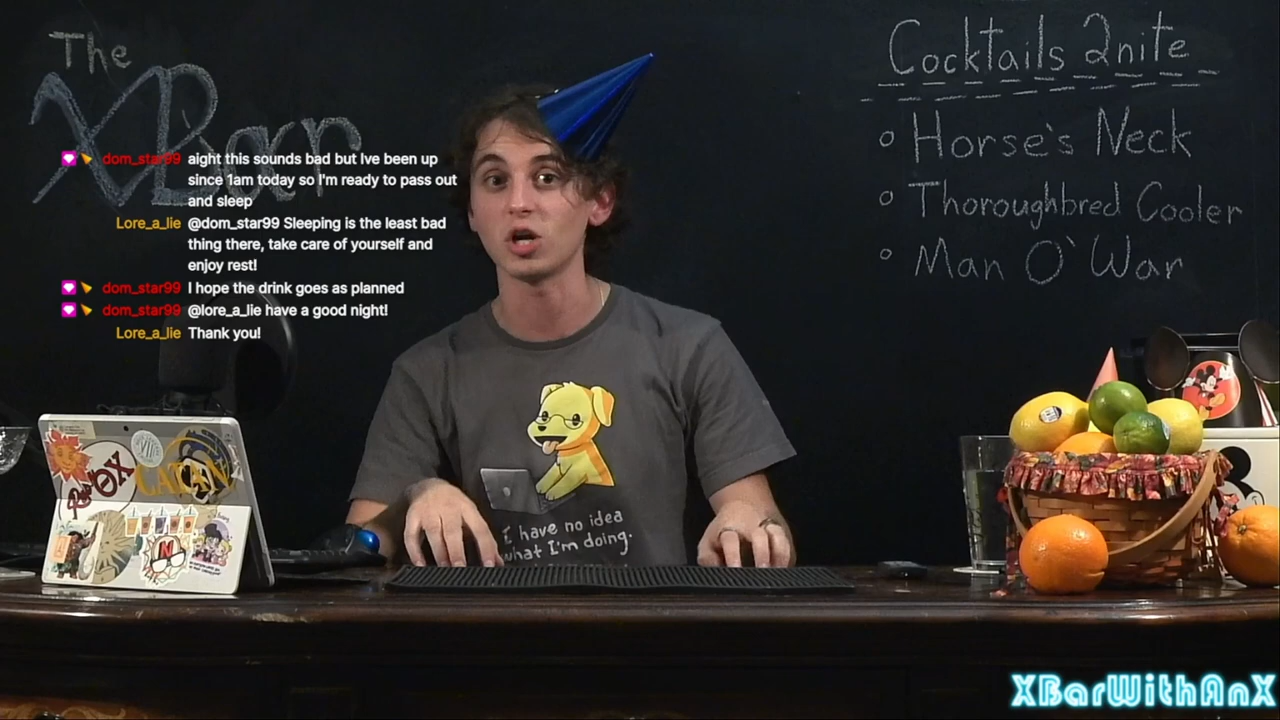 The
XBar
Cocktails 2nite
Horse's Neck
Thoroughbred Cooler
Man O'War
dom_star99 aight this sounds bad but Ive been up
since 1am today so I'm ready to pass out
and sleep
Lore_a_lie @dom_star99 Sleeping is the least bad
thing there, take care of yourself and
enjoy rest!
dom_star99 I hope the drink goes as planned
dom_star99 @lore_a_lie have a good night!
Lore_a_lie Thank you!
I have no idea
what I'm doing.
CATAN
XBarWithAnX